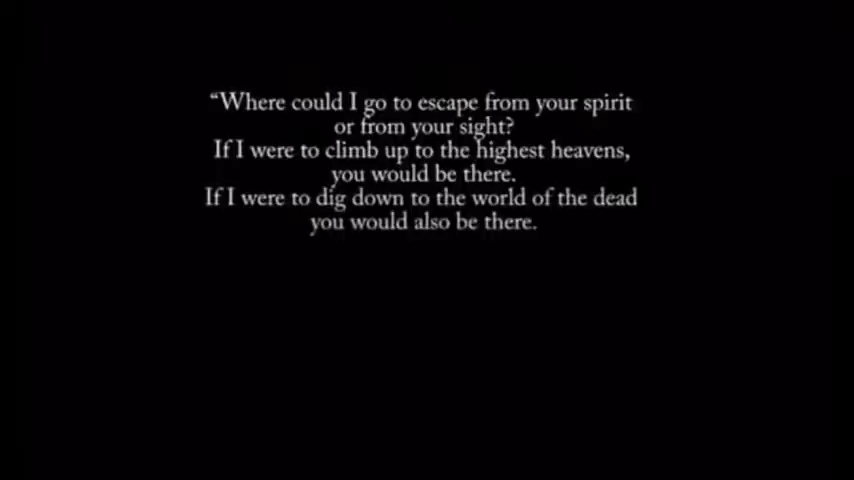 “Where could I go to escape from your spirit
or from your sight?
If I were to climb up to the highest heavens,
you would be there.
If I were to dig down to the world of the dead
you would also be there.